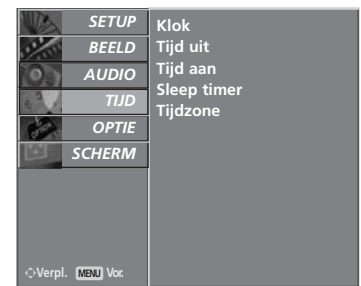 SETUP
BEELD
AUDIO
TIJD
OPTIE
SCHERM
Klok
Tijd uit
Tijd aan
Sleep timer
Tijdzone
Verpl. MENU Vor.